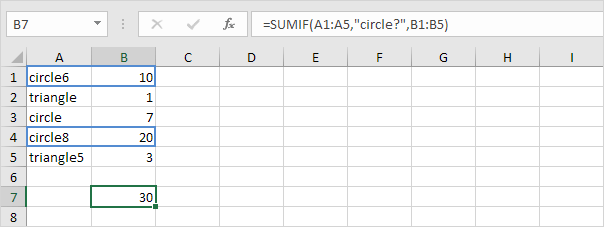 B7 fx =SUMIF(A1:A5,"circle?",B1:B5)
A B C D E F G H I
1 circle6 10
2 triangle 1
3 circle 7
4 circle8 20
5 triangle5 3
6
7 30
8